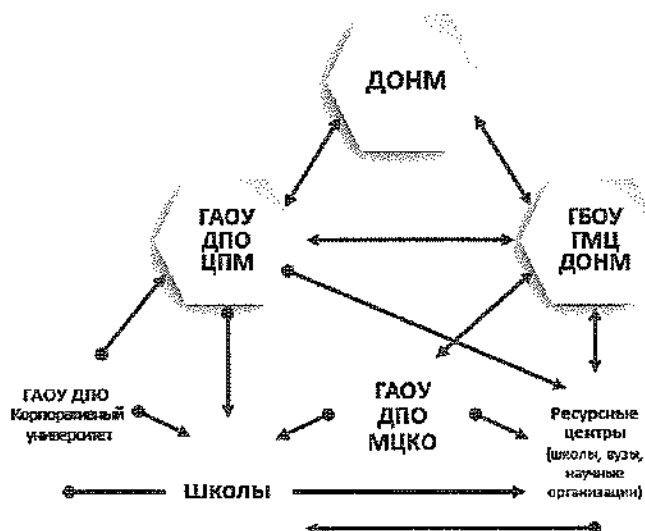 ДОНМ
ГАОУ
ДПО
ЦПМ
ГБОУ
ГМЦ
ДОНМ
ГАОУ ДПО
Корпоративный
университет
ГАОУ
ДПО
МЦКО
Ресурсные
центры
(школы, вузы,
научные
организации)
Школы